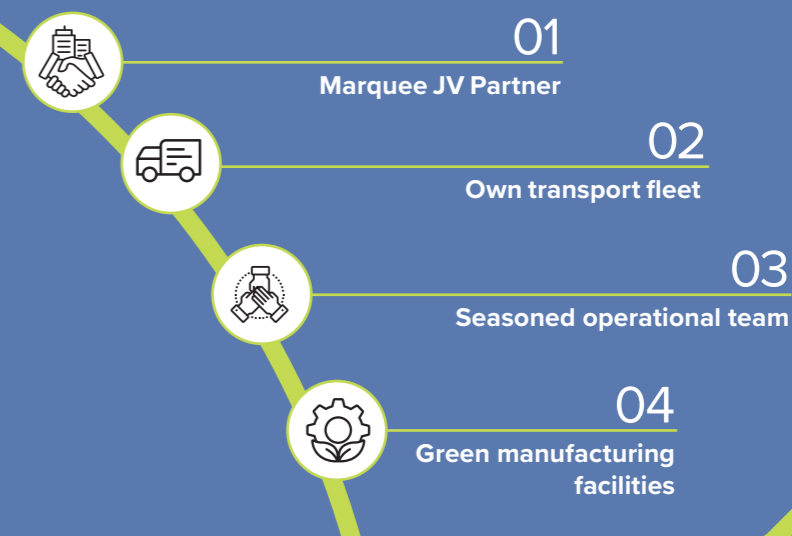 01
Marquee JV Partner
02
Own transport fleet
03
Seasoned operational team
04
Green manufacturing
facilities